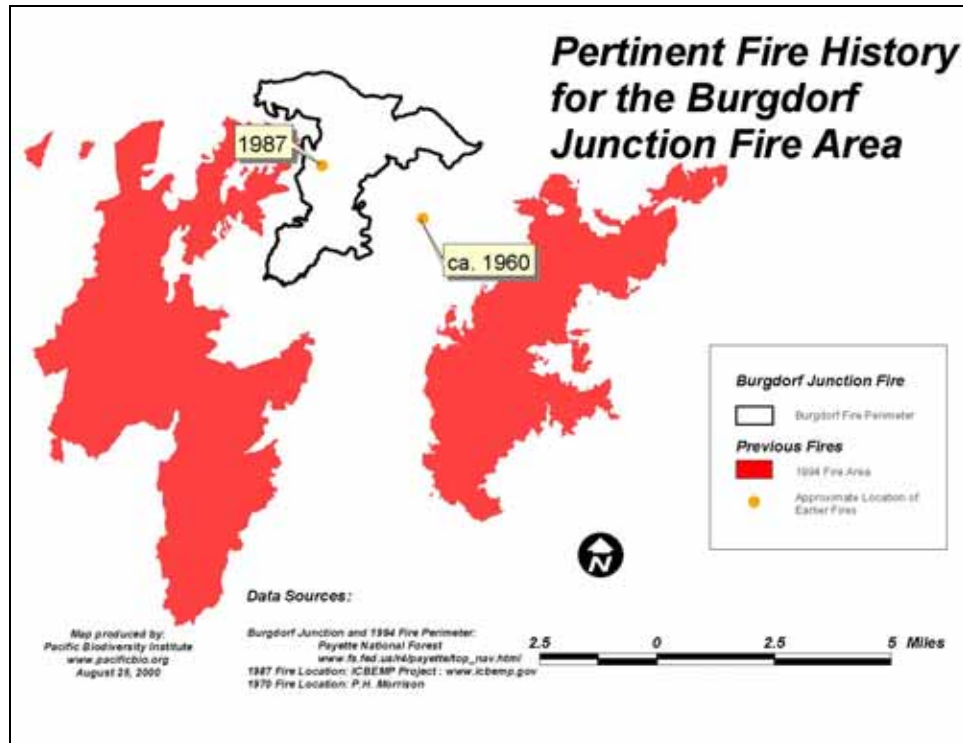 Pertinent Fire History
for the Burgdorf
Junction Fire Area
1987
ca. 1960
Burgdorf Junction Fire
Burgdorf Fire Perimeter
Previous Fires
1994 Fire Area
Approximate Location of
Earlier Fires
N
Data Sources:
Map produced by:
Pacific Biodiversity Institute
www.pacificbio.org
August 28, 2000
Burgdorf Junction and 1994 Fire Perimeter:
Payette National Forest
www.fs.fed.us/r4/payette/top_nav.html
1987 Fire Location: ICBEMP Project : www.icbemp.gov
1970 Fire Location: P.H. Morrison
2.5 0 2.5 5 Miles